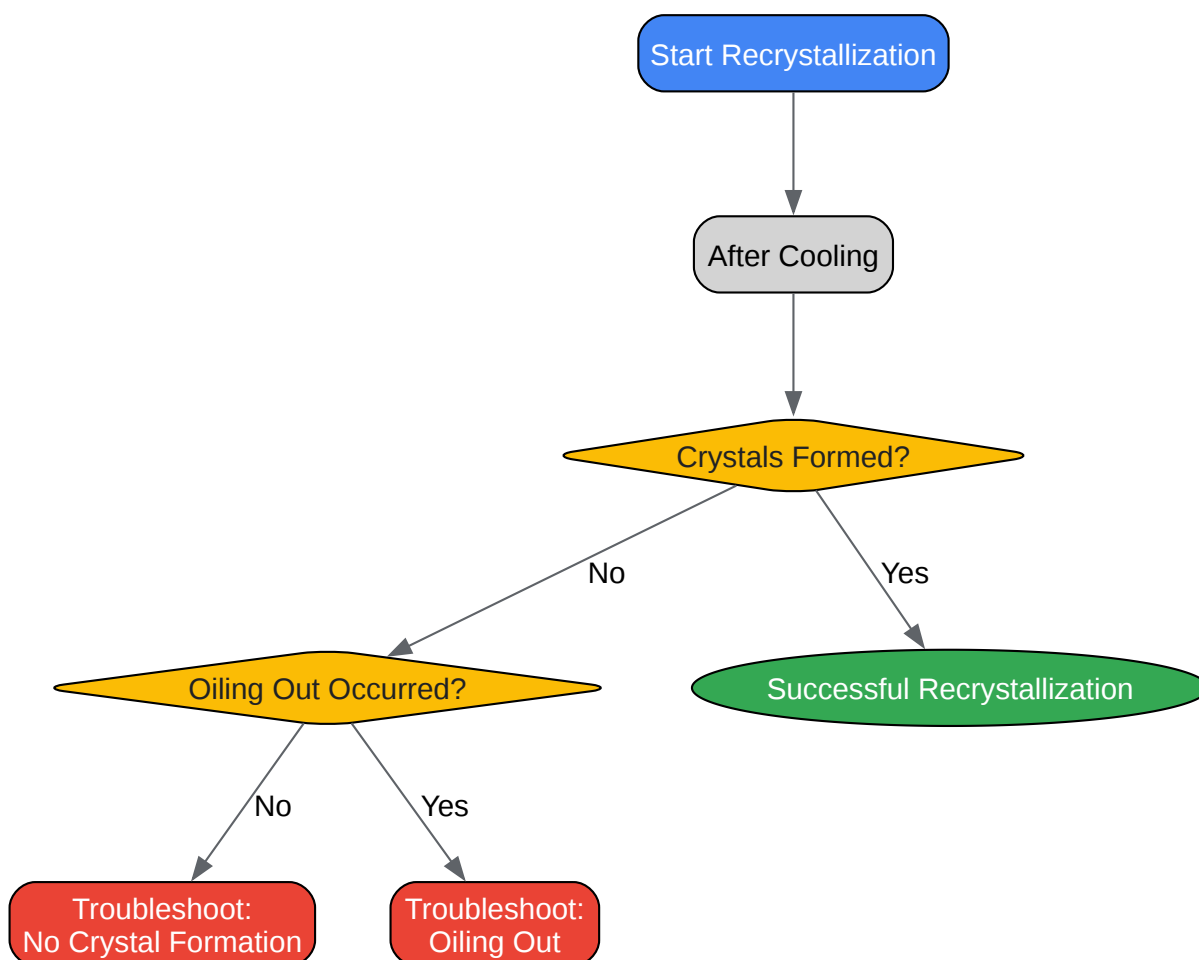 Start Recrystallization
After Cooling
Crystals Formed?
No
Yes
Oiling Out Occurred?
Successful Recrystallization
No
Yes
Troubleshoot:
No Crystal Formation
Troubleshoot:
Oiling Out